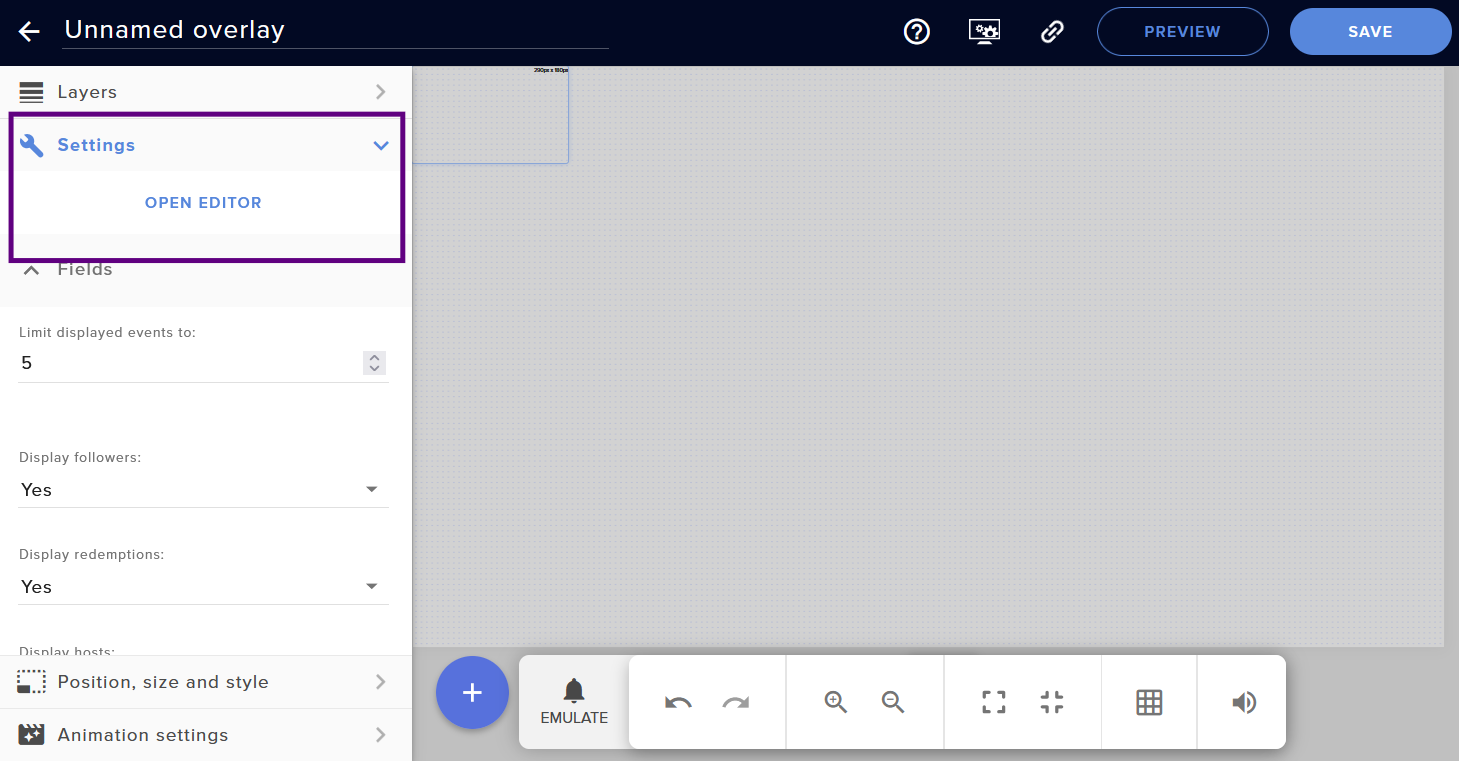 Unnamed overlay
PREVIEW
SAVE
Layers
290px x 180px
Settings
OPEN EDITOR
Fields
Limit displayed events to:
5
Display followers:
Yes
Display redemptions:
Yes
Display hosts:
Position, size and style
EMULATE
Animation settings